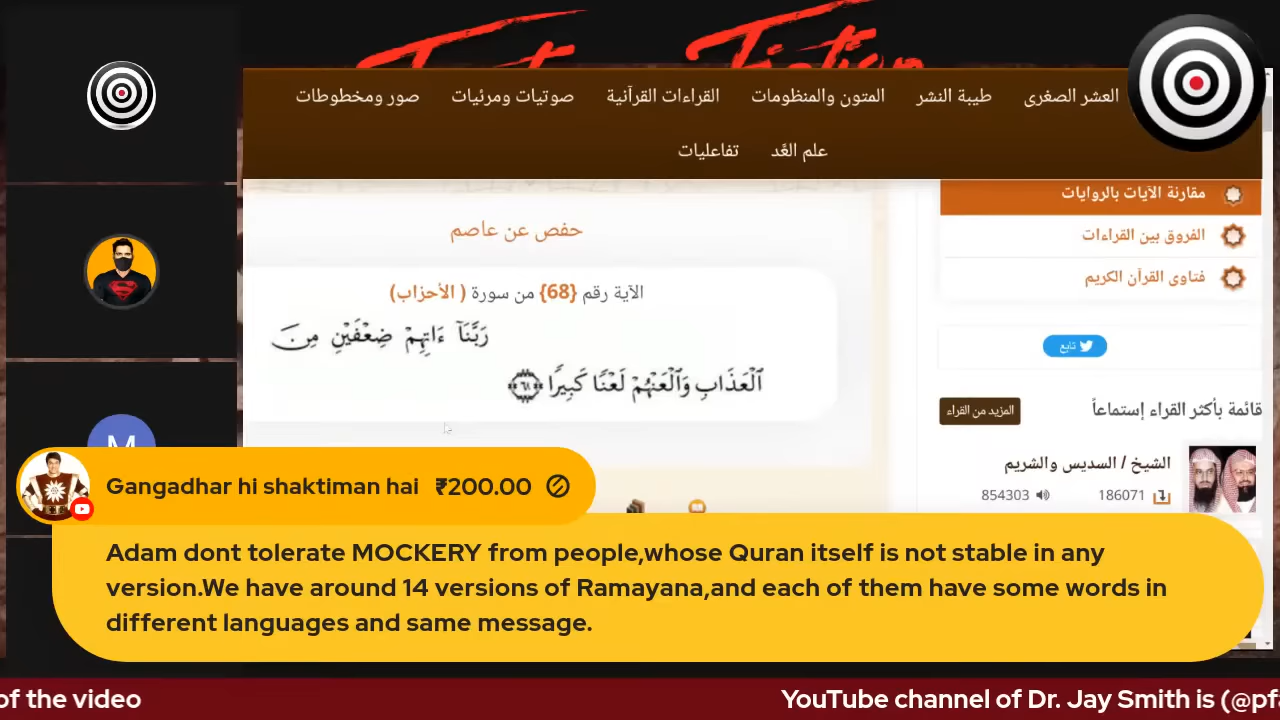 Fact Fiction
العشر الصغرى طيبة النشر المتون والمنظومات القراءات القرآنية صوتيات ومرئيات صور ومخطوطات
علم العَّد تفاعليات
مقارنة الآيات بالروايات
الفروق بين القراءات
فتاوى القرآن الكريم
حفص عن عاصم
الآية رقم {68} من سورة ( الأحزاب)
رَبَّنَآ ءَاتِهِمْ ضِعْفَيْنِ مِنَ
ٱلْعَذَابِ وَٱلْعَنْهُمْ لَعْنًا كَبِيرًا ٦٨
تابع
قائمة بأكثر القراء إستماعاً
المزيد من القراء
الشيخ / السديس والشريم
186071 854303
M
Gangadhar hi shaktiman hai ₹200.00
Adam dont tolerate MOCKERY from people,whose Quran itself is not stable in any
version.We have around 14 versions of Ramayana,and each of them have some words in
different languages and same message.
of the video YouTube channel of Dr. Jay Smith is (@pf